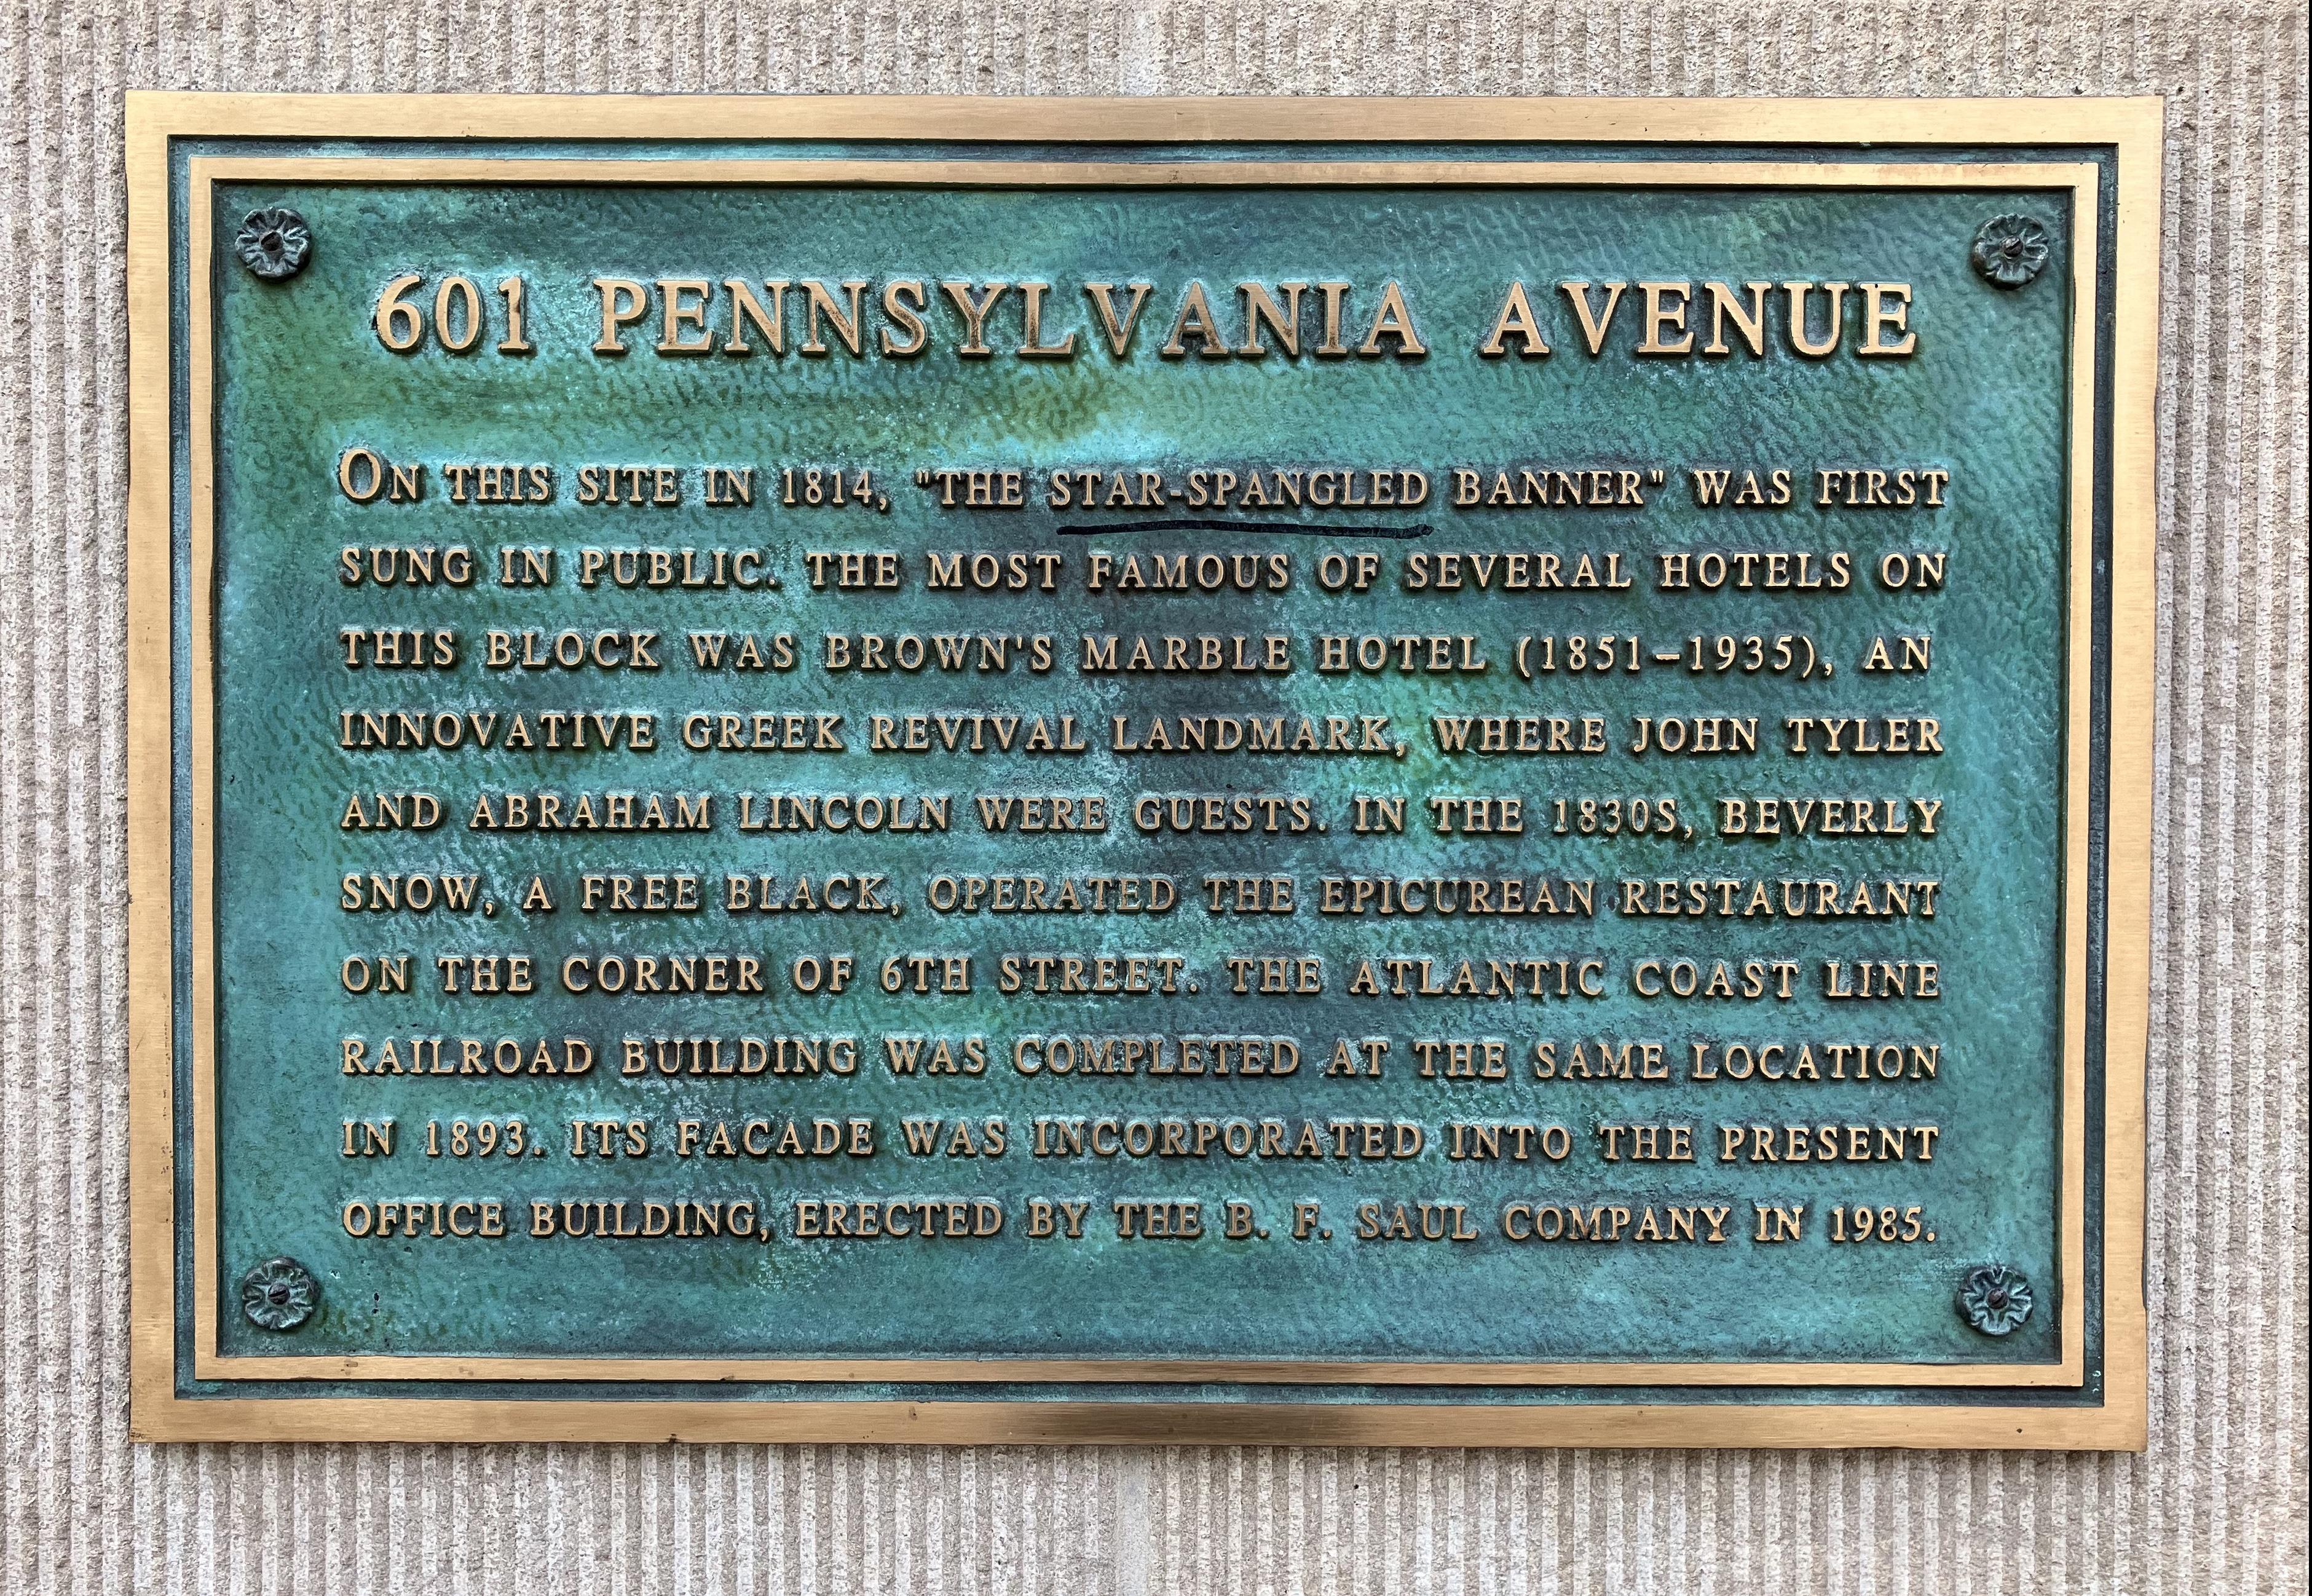 601 PENNSYLVANIA AVENUE
ON THIS SITE IN 1814, "THE STAR-SPANGLED BANNER" WAS FIRST
SUNG IN PUBLIC. THE MOST FAMOUS OF SEVERAL HOTELS ON
THIS BLOCK WAS BROWN'S MARBLE HOTEL (1851–1935), AN
INNOVATIVE GREEK REVIVAL LANDMARK, WHERE JOHN TYLER
AND ABRAHAM LINCOLN WERE GUESTS. IN THE 1830S, BEVERLY
SNOW, A FREE BLACK, OPERATED THE EPICUREAN RESTAURANT
ON THE CORNER OF 6TH STREET. THE ATLANTIC COAST LINE
RAILROAD BUILDING WAS COMPLETED AT THE SAME LOCATION
IN 1893. ITS FACADE WAS INCORPORATED INTO THE PRESENT
OFFICE BUILDING, ERECTED BY THE B. F. SAUL COMPANY IN 1985.